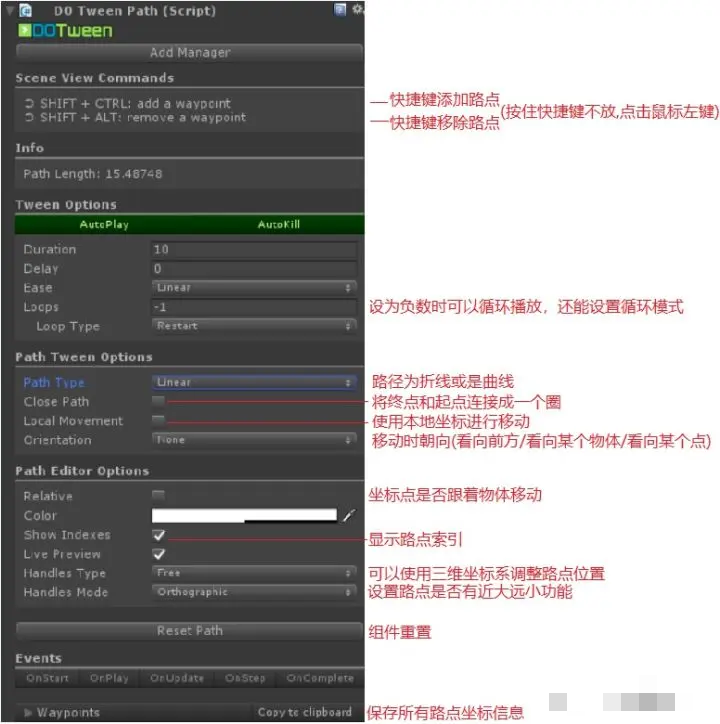 DO Tween Path (Script)
DOTween
Add Manager
Scene View Commands
SHIFT + CTRL: add a waypoint
快捷键添加路点
SHIFT + ALT: remove a waypoint
快捷键移除路点
(按住快捷键不放,点击鼠标左键)
Info
Path Length: 15.48748
Tween Options
AutoPlay AutoKill
Duration 10
Delay 0
Ease Linear
Loops -1 设为负数时可以循环播放，还能设置循环模式
Loop Type Restart
Path Tween Options
Path Type Linear 路径为折线或是曲线
Close Path 将终点和起点连接成一个圈
Local Movement 使用本地坐标进行移动
Orientation None 移动时朝向(看向前方/看向某个物体/看向某个点)
Path Editor Options
Relative 坐标点是否跟着物体移动
Color
Show Indexes 显示路点索引
Live Preview
Handles Type Free 可以使用三维坐标系调整路点位置
Handles Mode Orthographic 设置路点是否有近大远小功能
Reset Path 组件重置
Events
OnStart OnPlay OnUpdate OnStep OnComplete
Waypoints Copy to clipboard 保存所有路点坐标信息